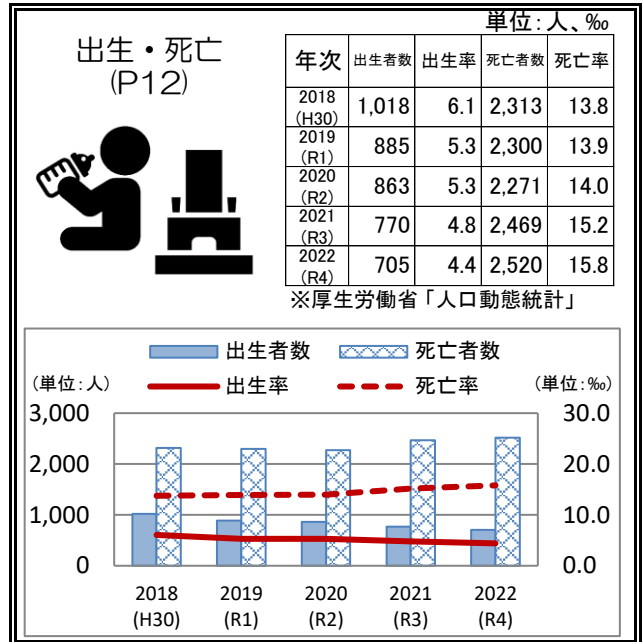 出生・死亡
(P12)
単位：人、‰
年次 出生者数 出生率 死亡者数 死亡率
2018
(H30) 1,018 6.1 2,313 13.8
2019
(R1) 885 5.3 2,300 13.9
2020
(R2) 863 5.3 2,271 14.0
2021
(R3) 770 4.8 2,469 15.2
2022
(R4) 705 4.4 2,520 15.8
※厚生労働省「人口動態統計」
出生者数 死亡者数
(単位：人) 出生率 死亡率 (単位：‰)
3,000 30.0
2,000 20.0
1,000 10.0
0 0.0
2018 2019 2020 2021 2022
(H30) (R1) (R2) (R3) (R4)